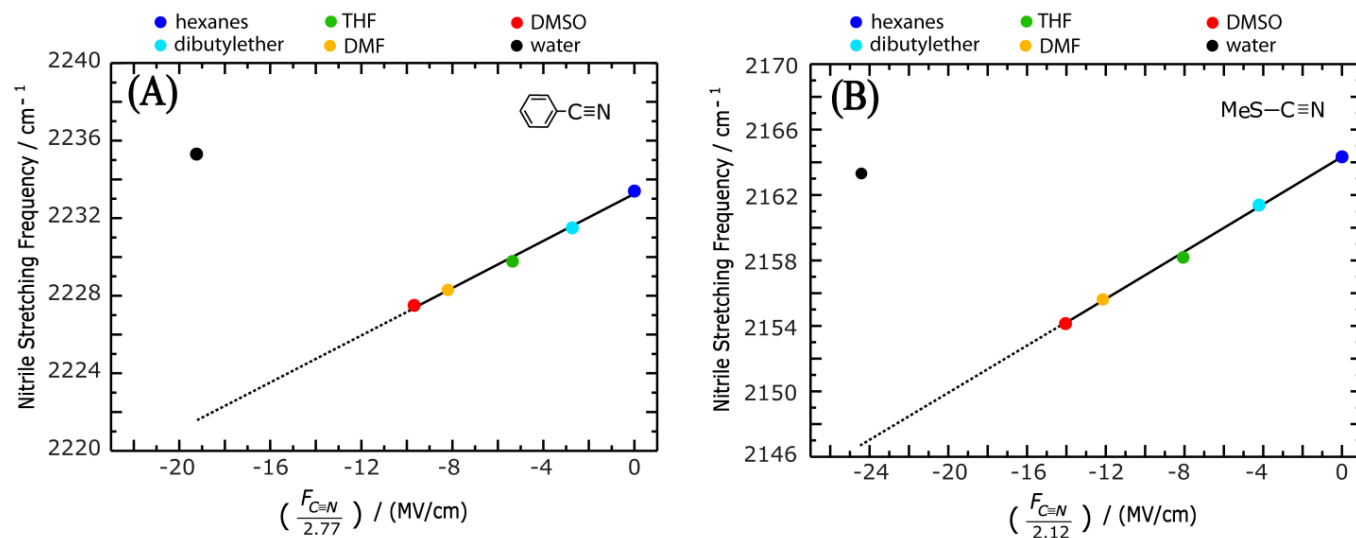 hexanes THF DMSO
dibutylether DMF water
(A)
C≡N
Nitrile Stretching Frequency / cm⁻¹
2240
2236
2232
2228
2224
2220
-20 -16 -12 -8 -4 0
( F_C≡N / 2.77 ) / (MV/cm)
hexanes THF DMSO
dibutylether DMF water
(B)
MeS–C≡N
Nitrile Stretching Frequency / cm⁻¹
2170
2166
2162
2158
2154
2150
2146
-24 -20 -16 -12 -8 -4 0
( F_C≡N / 2.12 ) / (MV/cm)